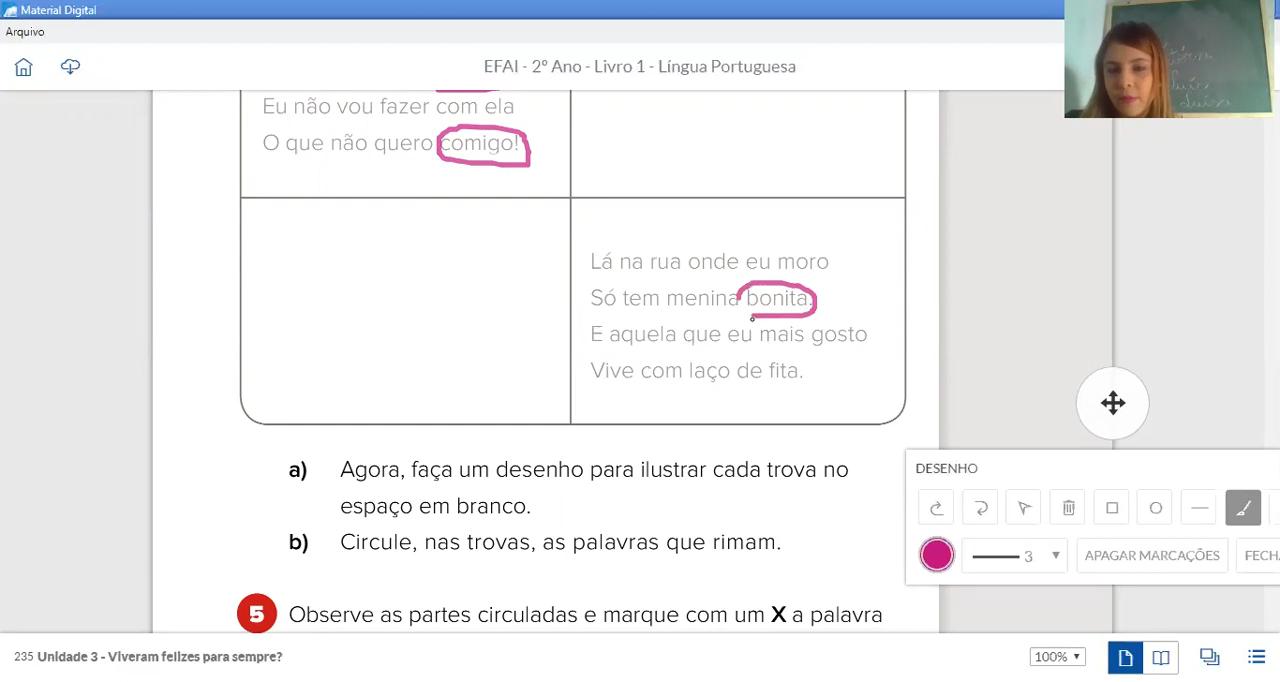 Material Digital
Arquivo
EFAI - 2º Ano - Livro 1 - Língua Portuguesa
Eu não vou fazer com ela
O que não quero comigo!
Lá na rua onde eu moro
Só tem menina bonita.
E aquela que eu mais gosto
Vive com laço de fita.
a) Agora, faça um desenho para ilustrar cada trova no
espaço em branco.
b) Circule, nas trovas, as palavras que rimam.
5 Observe as partes circuladas e marque com um X a palavra
DESENHO
3
APAGAR MARCAÇÕES
FECHA
235 Unidade 3 - Viveram felizes para sempre?
100%